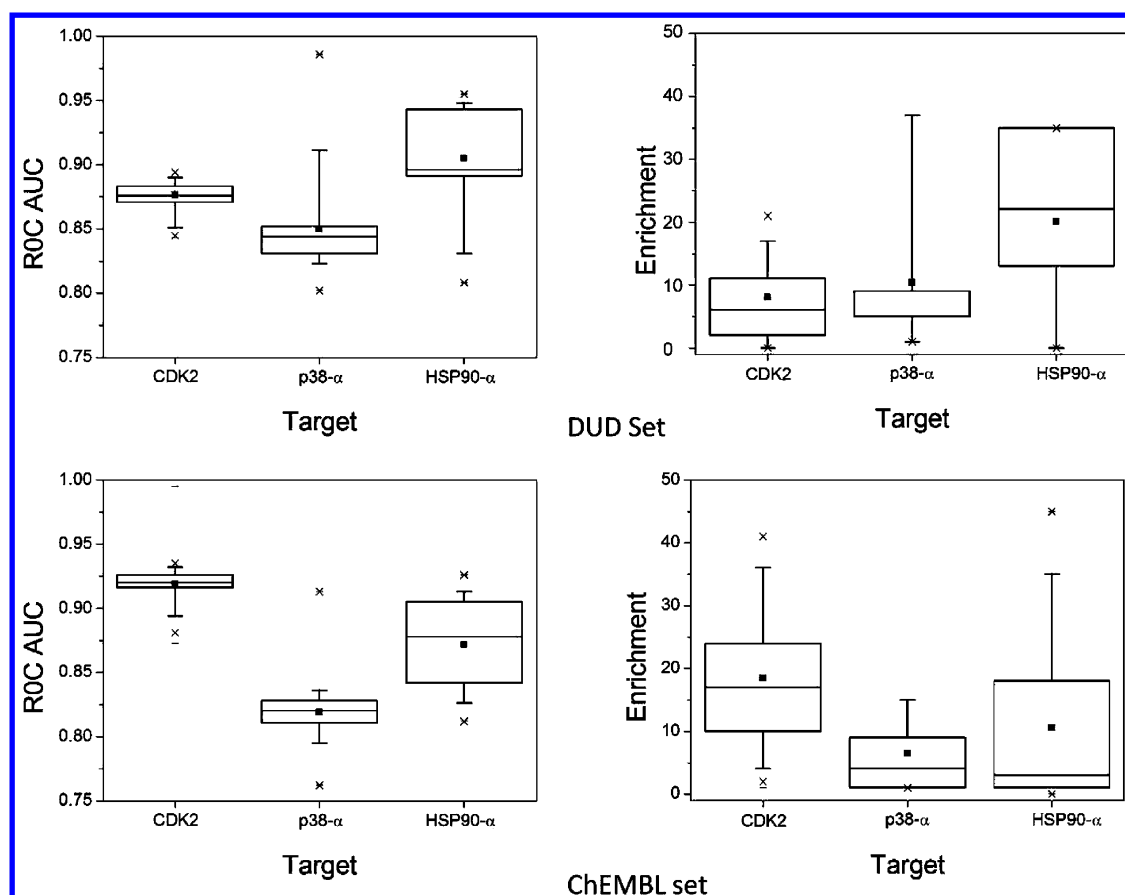 1.00
0.95
0.90
0.85
0.80
0.75
R0C AUC
CDK2
p38-α
HSP90-α
Target
50
40
30
20
10
0
Enrichment
CDK2
p38-α
HSP90-α
Target
DUD Set
1.00
0.95
0.90
0.85
0.80
0.75
R0C AUC
CDK2
p38-α
HSP90-α
Target
50
40
30
20
10
0
Enrichment
CDK2
p38-α
HSP90-α
Target
ChEMBL set